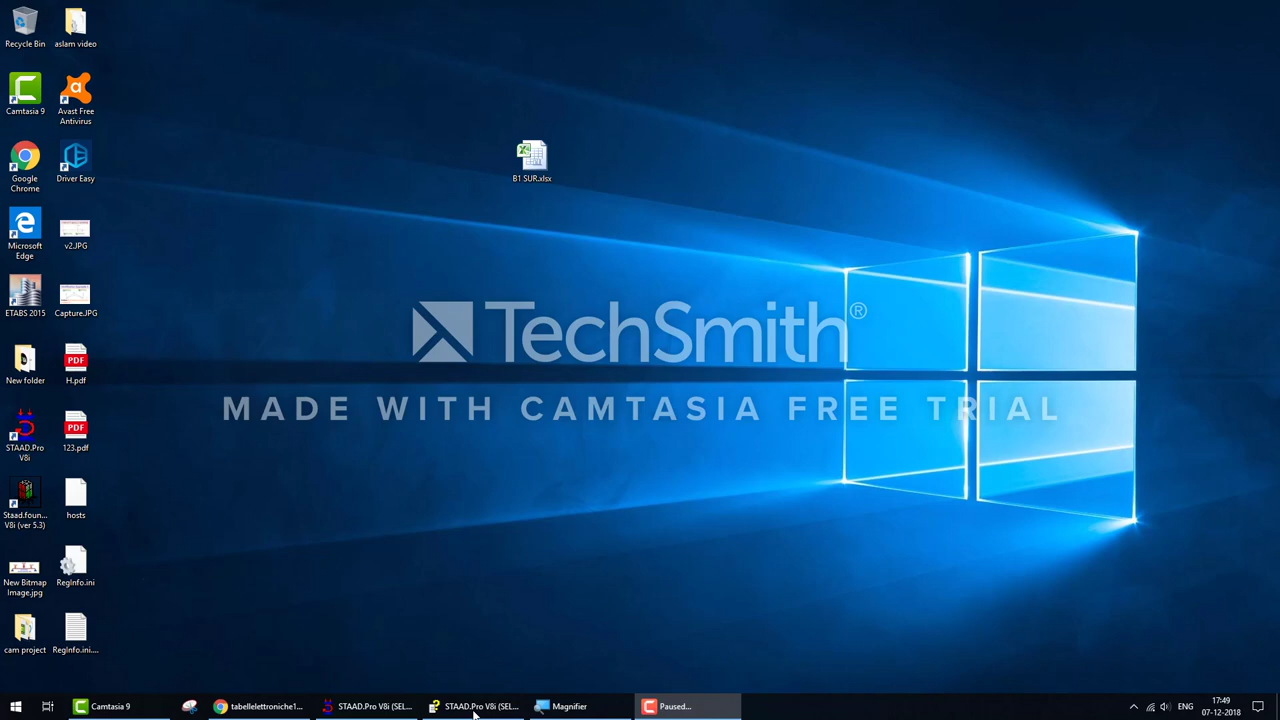 Recycle Bin
aslam video
Camtasia 9
Avast Free
Antivirus
Google
Chrome
Driver Easy
Microsoft
Edge
v2.JPG
ETABS 2015
Capture.JPG
New folder
H.pdf
STAAD.Pro
V8i
123.pdf
Staad.foun...
V8i (ver 5.3)
hosts
New Bitmap
Image.jpg
RegInfo.ini
cam project
RegInfo.ini....
B1 SUR.xlsx
TechSmith®
MADE WITH CAMTASIA FREE TRIAL
Camtasia 9
tabellelettroniche1...
STAAD.Pro V8i (SEL...
STAAD.Pro V8i (SEL...
Magnifier
Paused...
ENG
17:49
07-12-2018